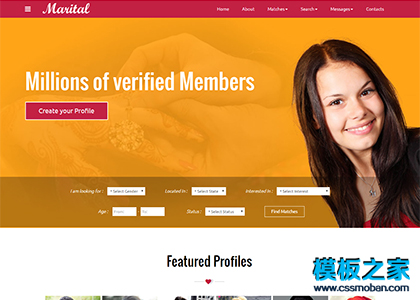 Marital
Home About Matches Search Messages Contacts
Millions of verified Members
Create your Profile
I am looking for : * Select Gender Located In : * Select State Interested In : * Select Interest
Age : From To Status : * Select Status Find Matches
Featured Profiles
模板之家
www.cssmoban.com